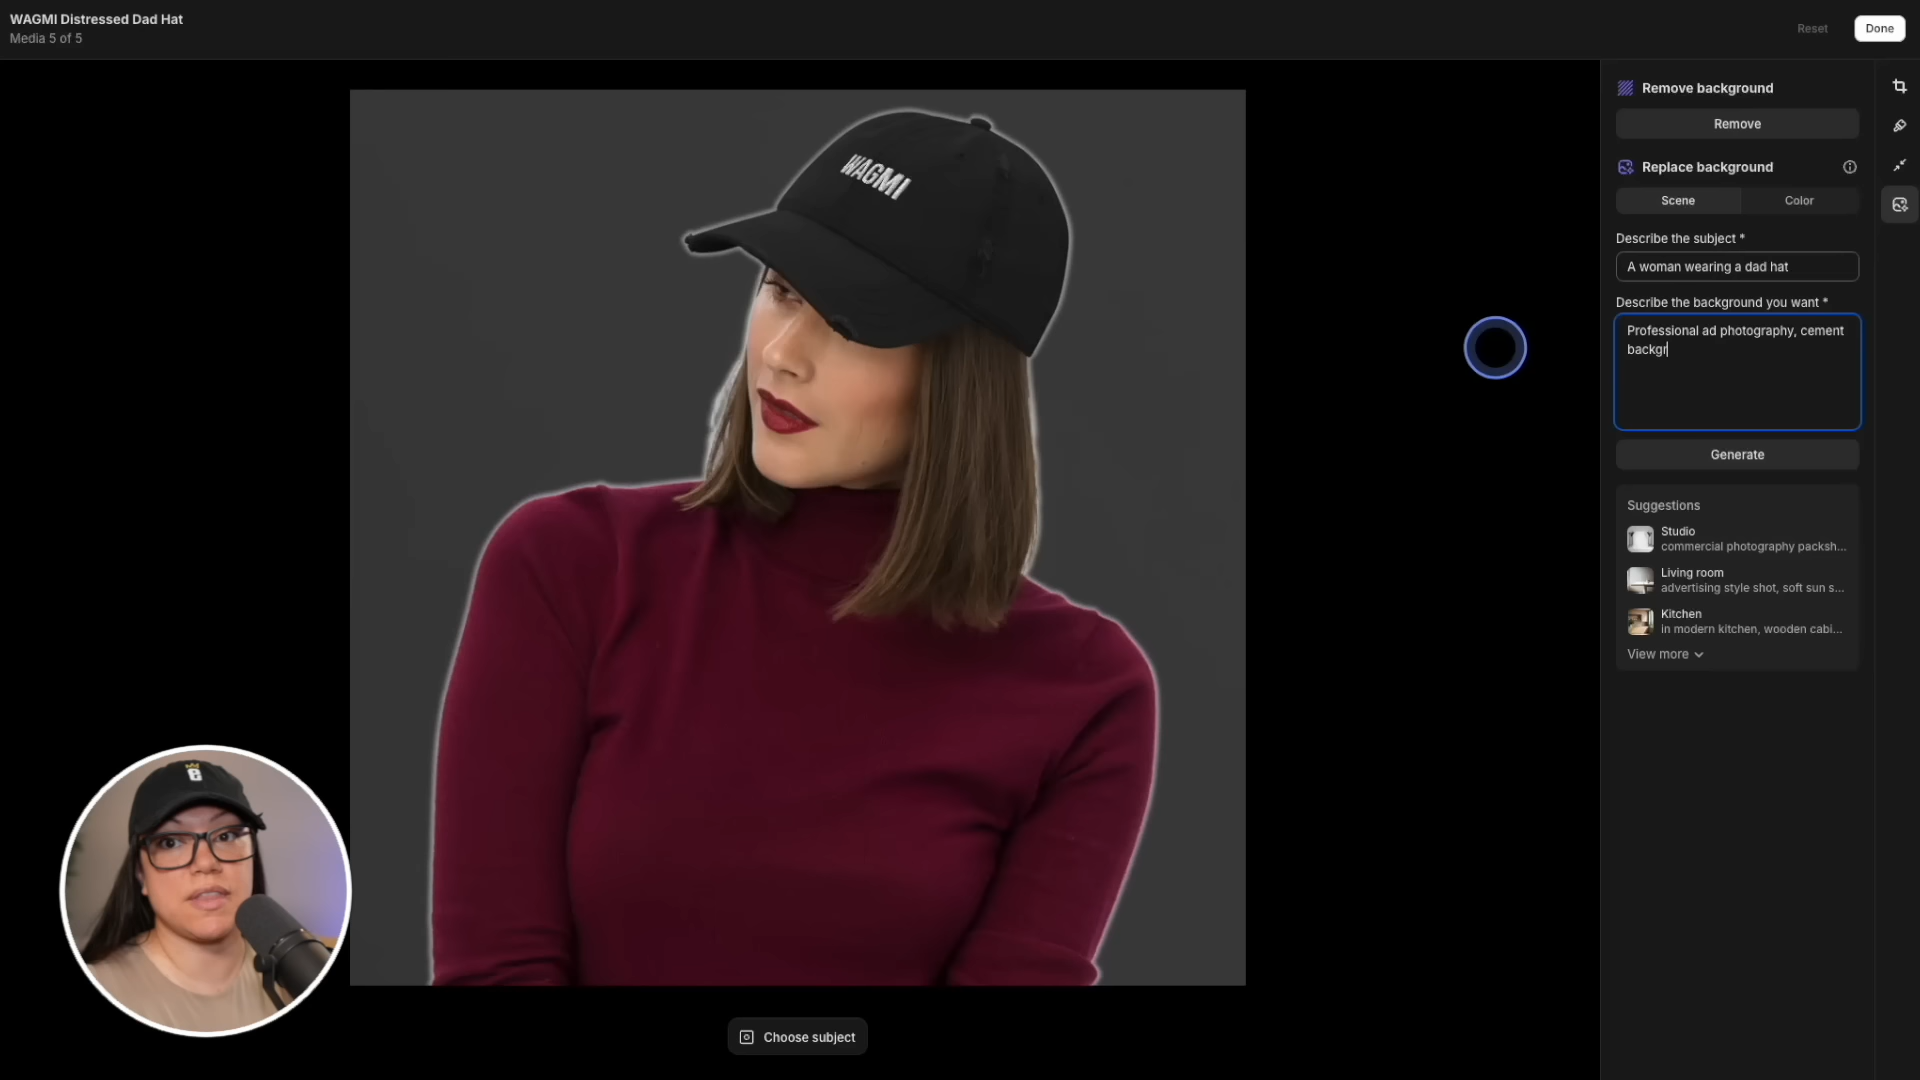 WAGMI Distressed Dad Hat
Media 5 of 5
Reset
Done
WAGMI
Remove background
Remove
Replace background
Scene
Color
Describe the subject *
A woman wearing a dad hat
Describe the background you want *
Professional ad photography, cement
backgr
Generate
Suggestions
Studio
commercial photography packsh...
Living room
advertising style shot, soft sun s...
Kitchen
in modern kitchen, wooden cabi...
View more
Choose subject